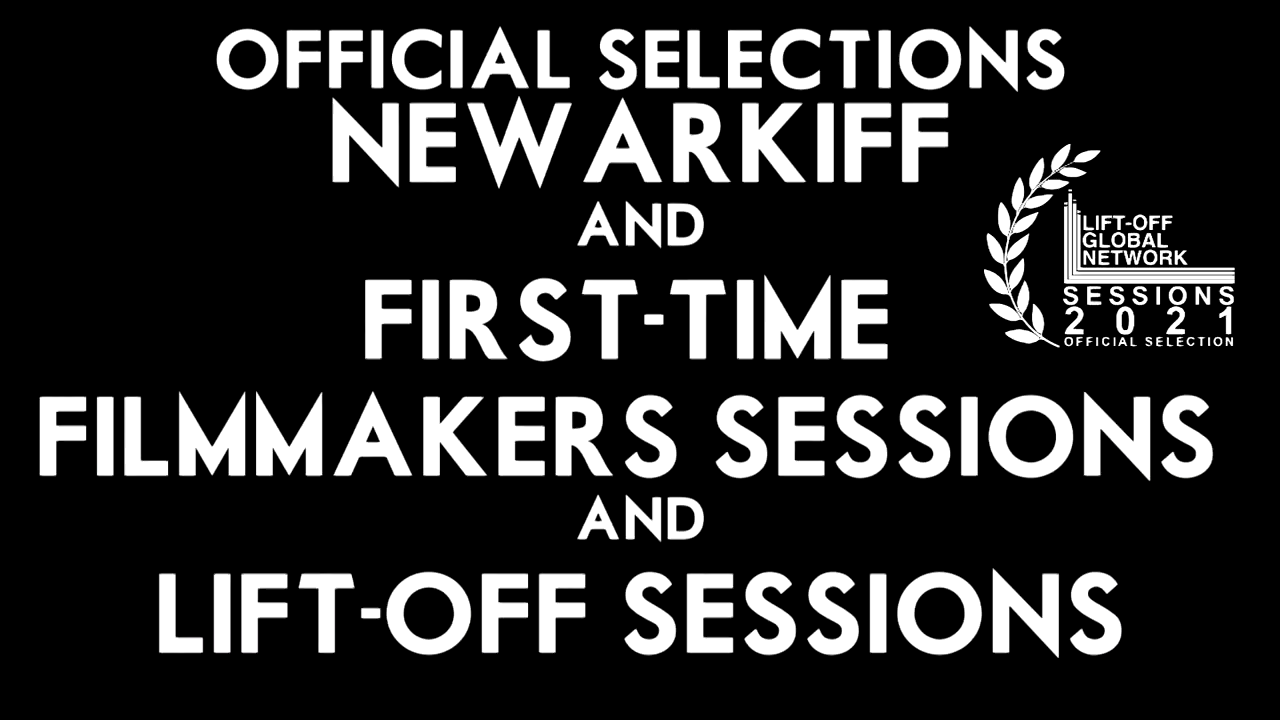 OFFICIAL SELECTIONS
NEWARKIFF
AND
FIRST-TIME
FILMMAKERS SESSIONS
AND
LIFT-OFF SESSIONS
LIFT-OFF
GLOBAL
NETWORK
SESSIONS
2021
OFFICIAL SELECTION